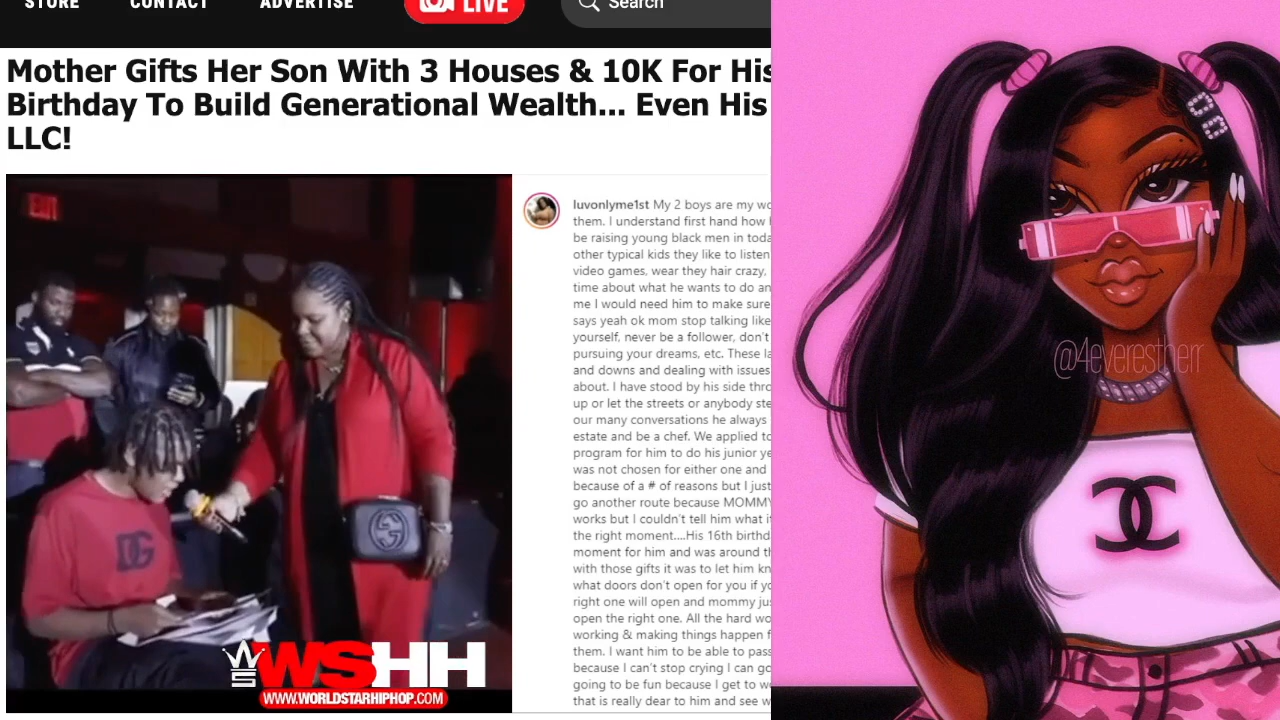 STORE CONTACT ADVERTISE LIVE Search
Mother Gifts Her Son With 3 Houses & 10K For His
Birthday To Build Generational Wealth... Even His
LLC!
EXIT
DG
WSHH
WWW.WORLDSTARHIPHOP.COM
luvonlyme1st My 2 boys are my wo
them. I understand first hand how
be raising young black men in toda
other typical kids they like to listen
video games, wear they hair crazy,
time about what he wants to do an
me I would need him to make sure
says yeah ok mom stop talking like
yourself, never be a follower, don't
pursuing your dreams, etc. These la
and downs and dealing with issues
about. I have stood by his side thro
up or let the streets or anybody ste
our many conversations he always
estate and be a chef. We applied to
program for him to do his junior ye
was not chosen for either one and
because of a # of reasons but I just
go another route because MOMMY
works but I couldn't tell him what i
the right moment....His 16th birthd
moment for him and was around th
with those gifts it was to let him kn
what doors don't open for you if yo
right one will open and mommy jus
open the right one. All the hard wo
working & making things happen f
them. I want him to be able to pass
because I can't stop crying I can go
going to be fun because I get to we
that is really dear to him and see w
@4everestherr